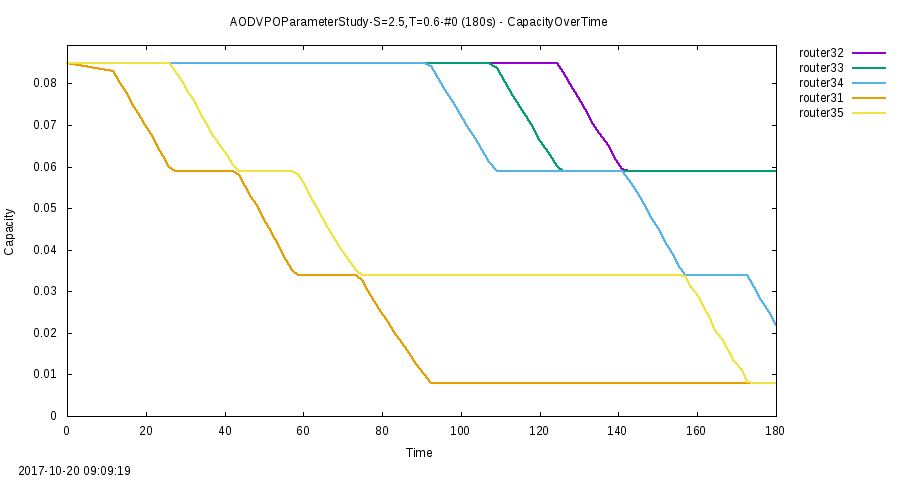 AODVPOParameterStudy-S=2.5,T=0.6-#0 (180s) - CapacityOverTime
router32
router33
router34
router31
router35
0.08
0.07
0.06
0.05
0.04
0.03
0.02
0.01
0
Capacity
0 20 40 60 80 100 120 140 160 180
Time
2017-10-20 09:09:19